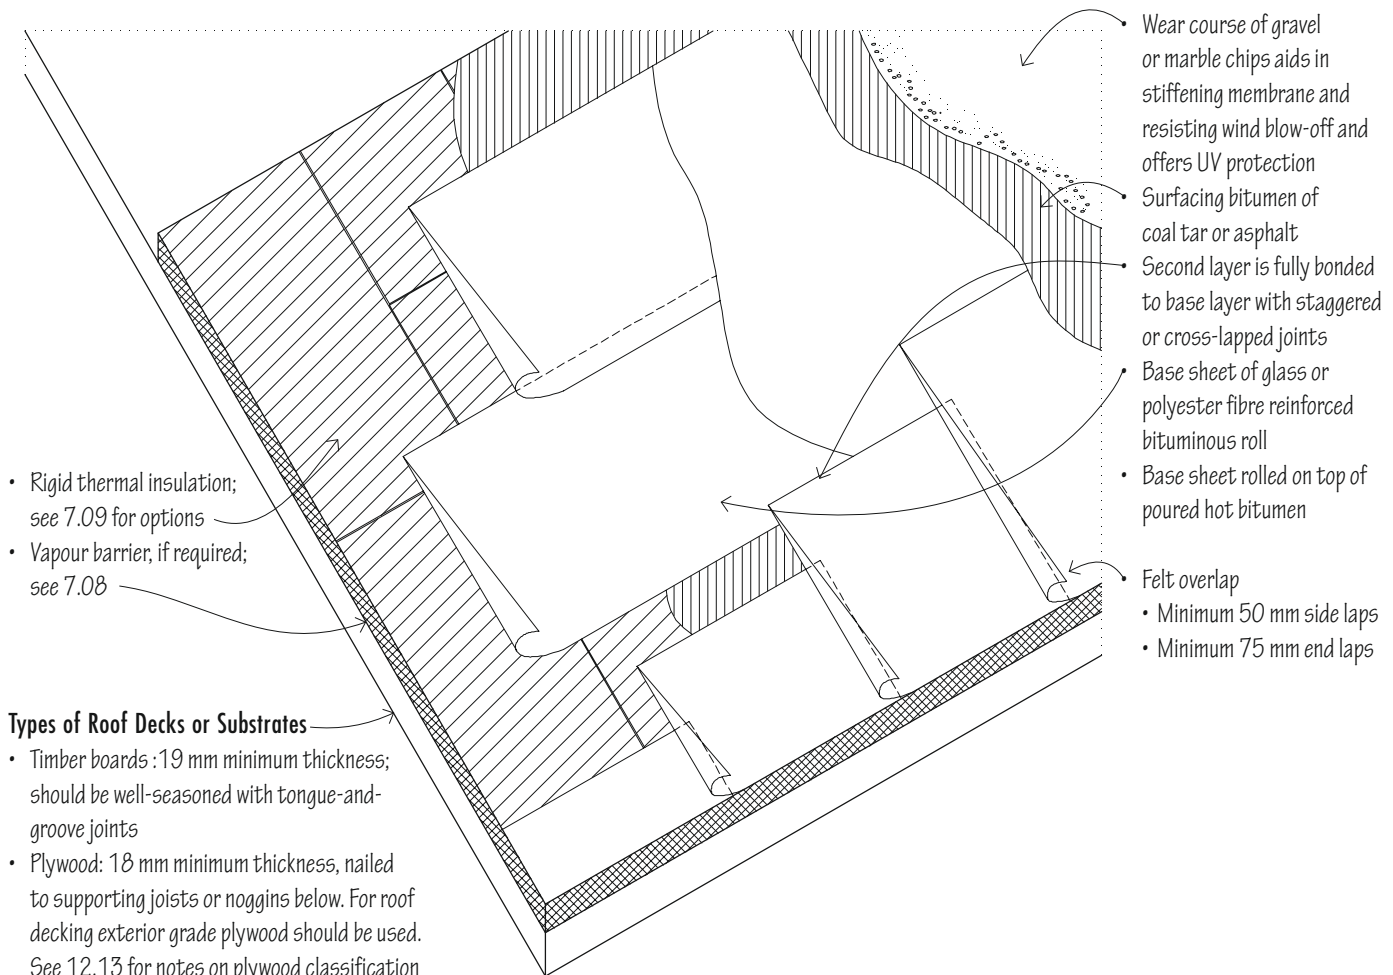 • Wear course of gravel
or marble chips aids in
stiffening membrane and
resisting wind blow-off and
offers UV protection
• Surfacing bitumen of
coal tar or asphalt
• Second layer is fully bonded
to base layer with staggered
or cross-lapped joints
• Base sheet of glass or
polyester fibre reinforced
bituminous roll
• Base sheet rolled on top of
poured hot bitumen
• Felt overlap
• Minimum 50 mm side laps
• Minimum 75 mm end laps
• Rigid thermal insulation;
see 7.09 for options
• Vapour barrier, if required;
see 7.08
Types of Roof Decks or Substrates
• Timber boards :19 mm minimum thickness;
should be well-seasoned with tongue-and-
groove joints
• Plywood: 18 mm minimum thickness, nailed
to supporting joists or noggins below. For roof
decking exterior grade plywood should be used.
See 12.13 for notes on plywood classification